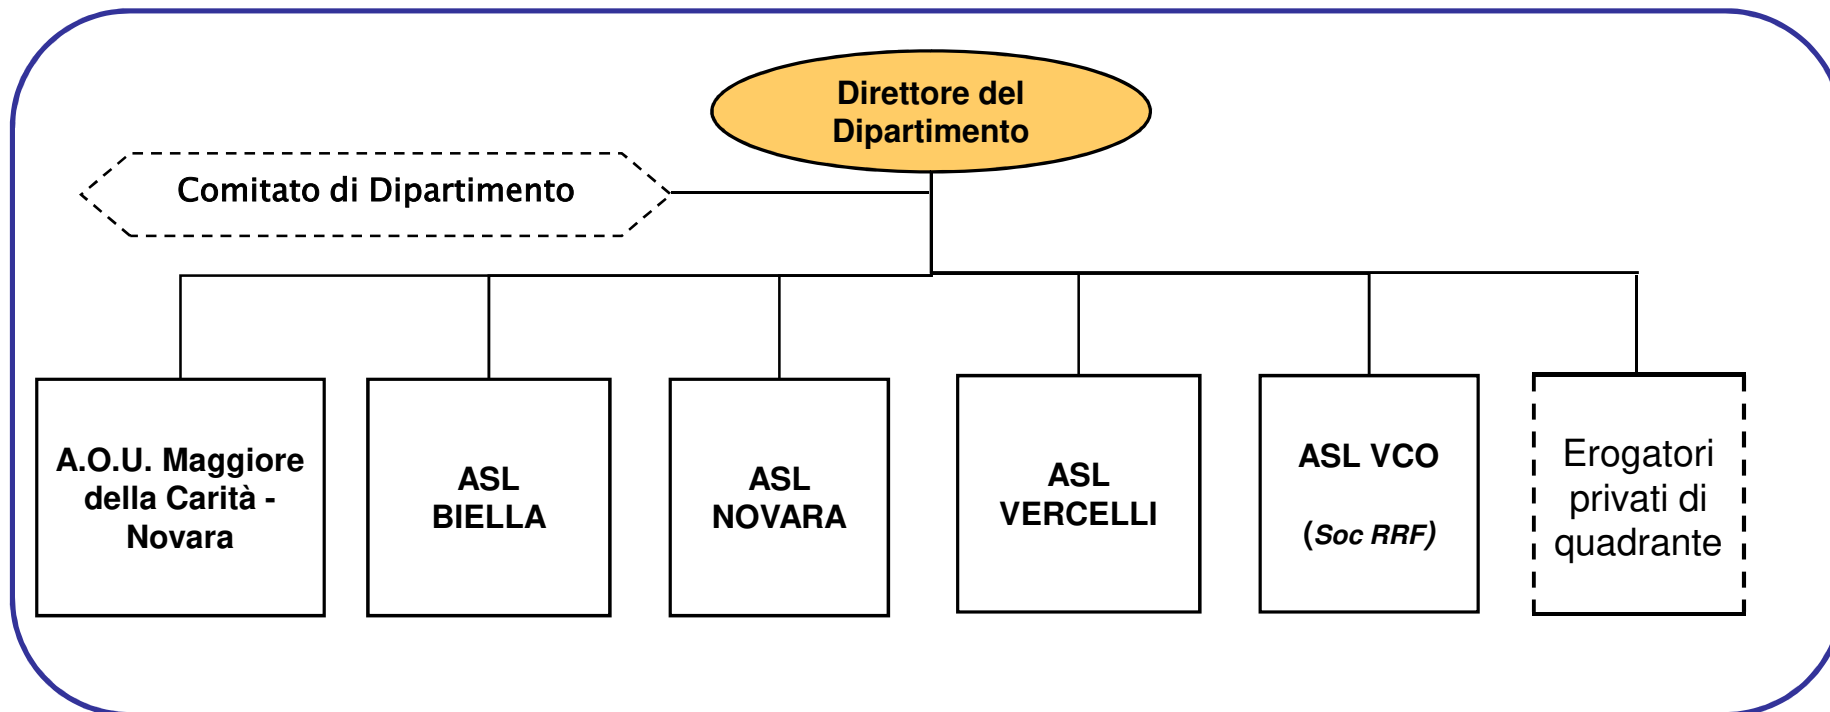 Direttore del
Dipartimento
Comitato di Dipartimento
A.O.U. Maggiore
della Carità -
Novara
ASL
BIELLA
ASL
NOVARA
ASL
VERCELLI
ASL VCO
(Soc RRF)
Erogatori
privati di
quadrante